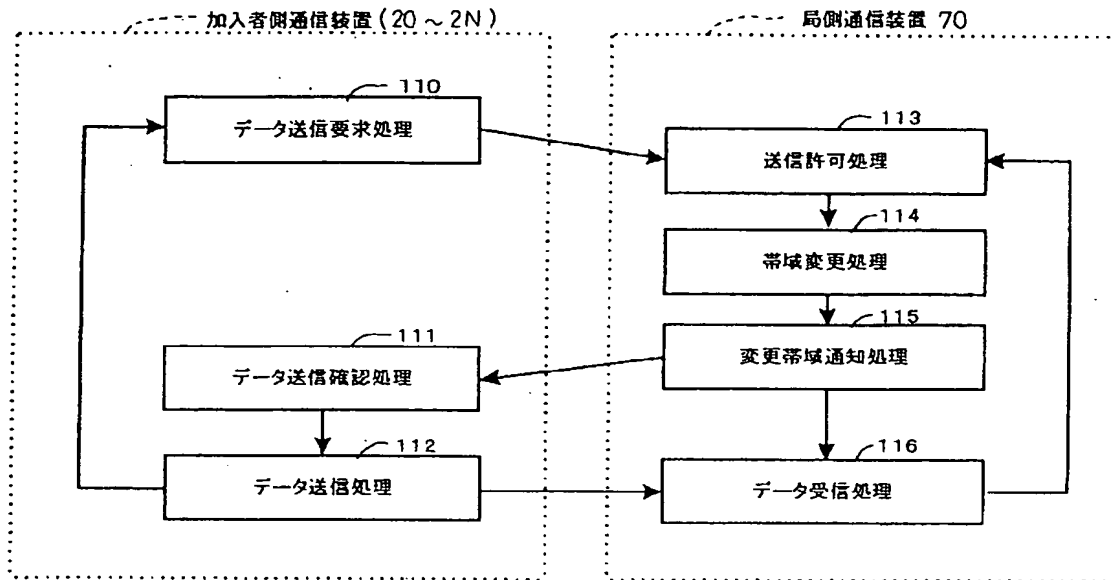 加入者側通信装置(20～2N)
局側通信装置 70
110
データ送信要求処理
113
送信許可処理
114
帯域変更処理
115
変更帯域通知処理
111
データ送信確認処理
112
データ送信処理
116
データ受信処理